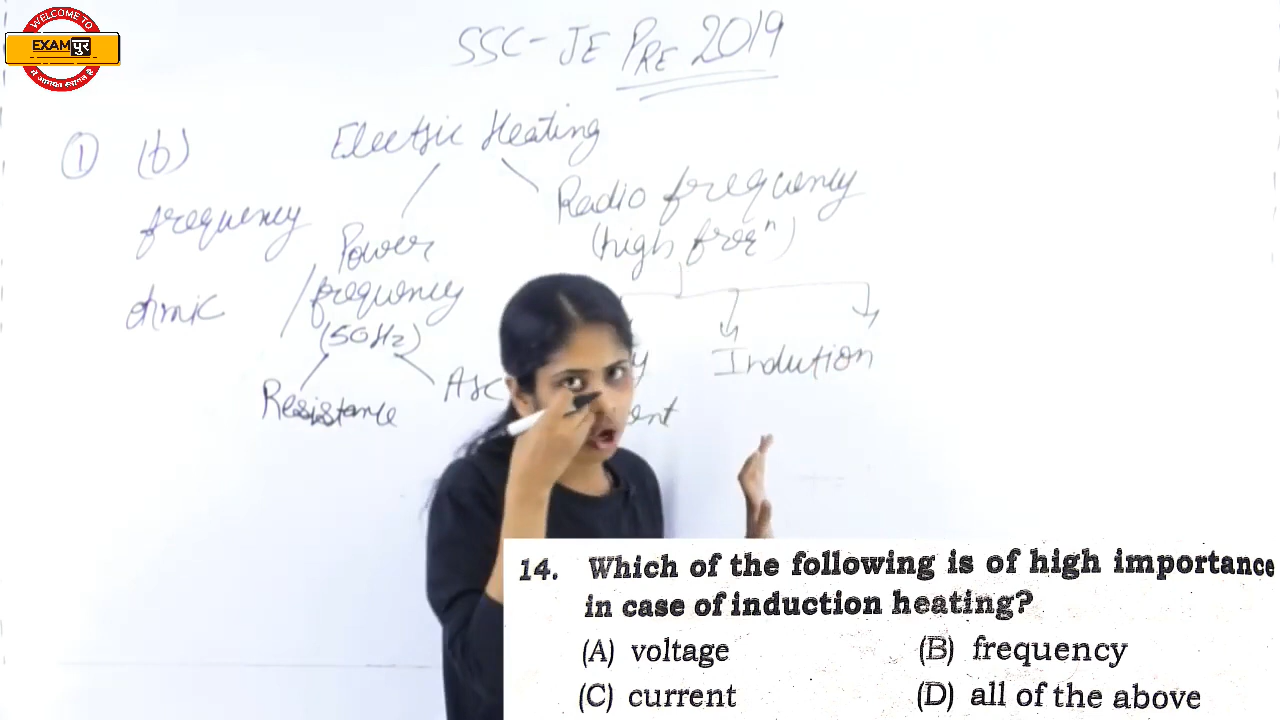 WELCOME TO
EXAMपुर
SSC-JE PRE 2019
① (b)
Electric Heating
frequency
Radio frequency
(high freqⁿ)
Power
frequency
(50Hz)
ohmic
Resistance
Indution
14. Which of the following is of high importance
in case of induction heating?
(A) voltage
(B) frequency
(C) current
(D) all of the above